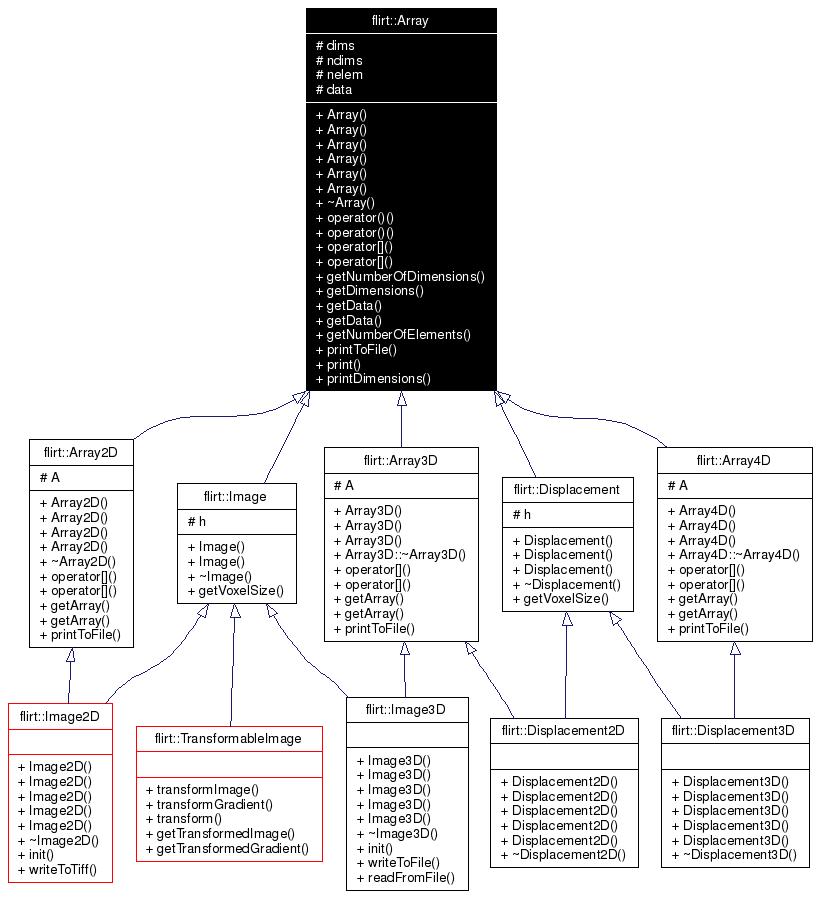 flirt::Array
# dims
# ndims
# nelem
# data
+ Array()
+ Array()
+ Array()
+ Array()
+ Array()
+ Array()
+ ~Array()
+ operator()()
+ operator()()
+ operator[]()
+ operator[]()
+ getNumberOfDimensions()
+ getDimensions()
+ getData()
+ getData()
+ getNumberOfElements()
+ printToFile()
+ print()
+ printDimensions()
flirt::Array2D
# A
+ Array2D()
+ Array2D()
+ Array2D()
+ Array2D()
+ ~Array2D()
+ operator[]()
+ operator[]()
+ getArray()
+ getArray()
+ printToFile()
flirt::Image
# h
+ Image()
+ Image()
+ ~Image()
+ getVoxelSize()
flirt::Array3D
# A
+ Array3D()
+ Array3D()
+ Array3D()
+ Array3D::~Array3D()
+ operator[]()
+ operator[]()
+ getArray()
+ getArray()
+ printToFile()
flirt::Displacement
# h
+ Displacement()
+ Displacement()
+ Displacement()
+ ~Displacement()
+ getVoxelSize()
flirt::Array4D
# A
+ Array4D()
+ Array4D()
+ Array4D()
+ Array4D::~Array4D()
+ operator[]()
+ operator[]()
+ getArray()
+ getArray()
+ printToFile()
flirt::Image2D
+ Image2D()
+ Image2D()
+ Image2D()
+ Image2D()
+ Image2D()
+ ~Image2D()
+ init()
+ writeToTiff()
flirt::TransformableImage
+ transformImage()
+ transformGradient()
+ transform()
+ getTransformedImage()
+ getTransformedGradient()
flirt::Image3D
+ Image3D()
+ Image3D()
+ Image3D()
+ Image3D()
+ Image3D()
+ ~Image3D()
+ init()
+ writeToFile()
+ readFromFile()
flirt::Displacement2D
+ Displacement2D()
+ Displacement2D()
+ Displacement2D()
+ Displacement2D()
+ Displacement2D()
+ ~Displacement2D()
flirt::Displacement3D
+ Displacement3D()
+ Displacement3D()
+ Displacement3D()
+ Displacement3D()
+ Displacement3D()
+ ~Displacement3D()